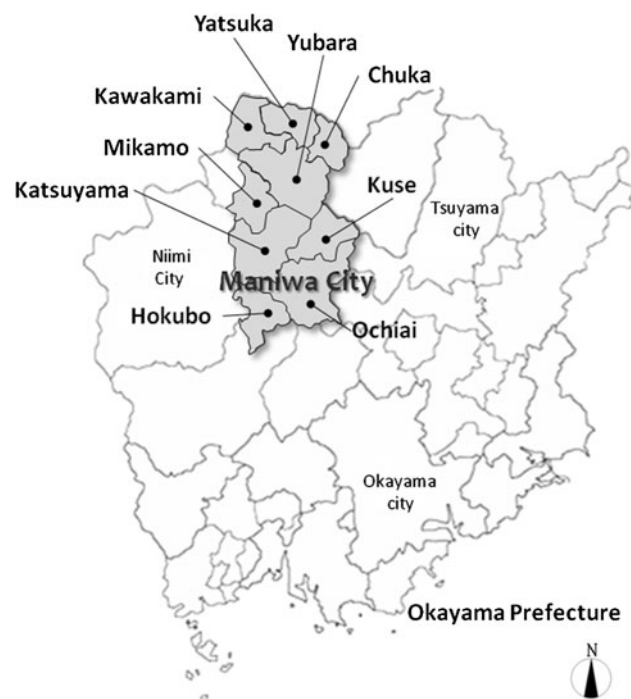 Yatsuka
Yubara
Chuka
Kawakami
Mikamo
Katsuyama
Kuse
Tsuyama
city
Niimi
City
Maniwa City
Hokubo
Ochiai
Okayama
city
Okayama Prefecture
N